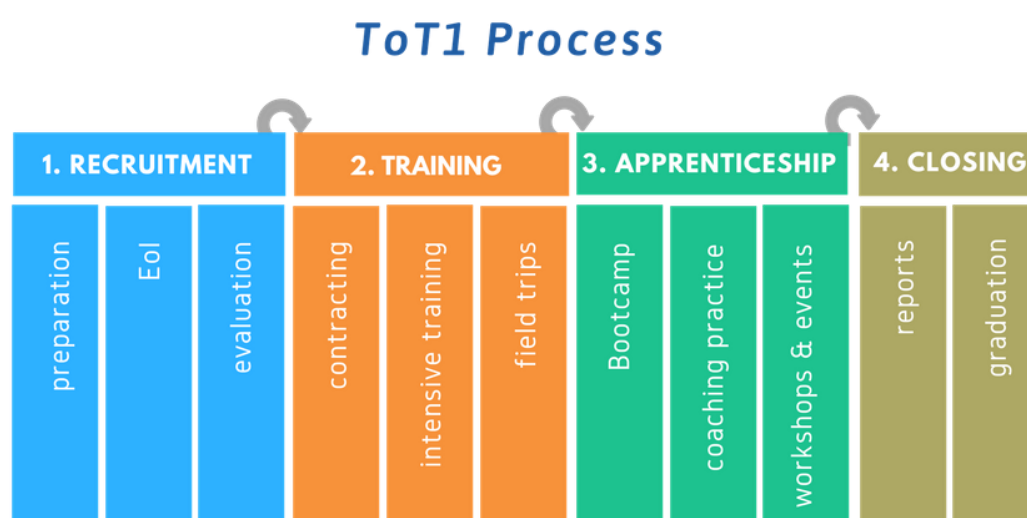 ToT1 Process
1. RECRUITMENT
2. TRAINING
3. APPRENTICESHIP
4. CLOSING
preparation
EoI
evaluation
contracting
intensive training
field trips
Bootcamp
coaching practice
workshops & events
reports
graduation